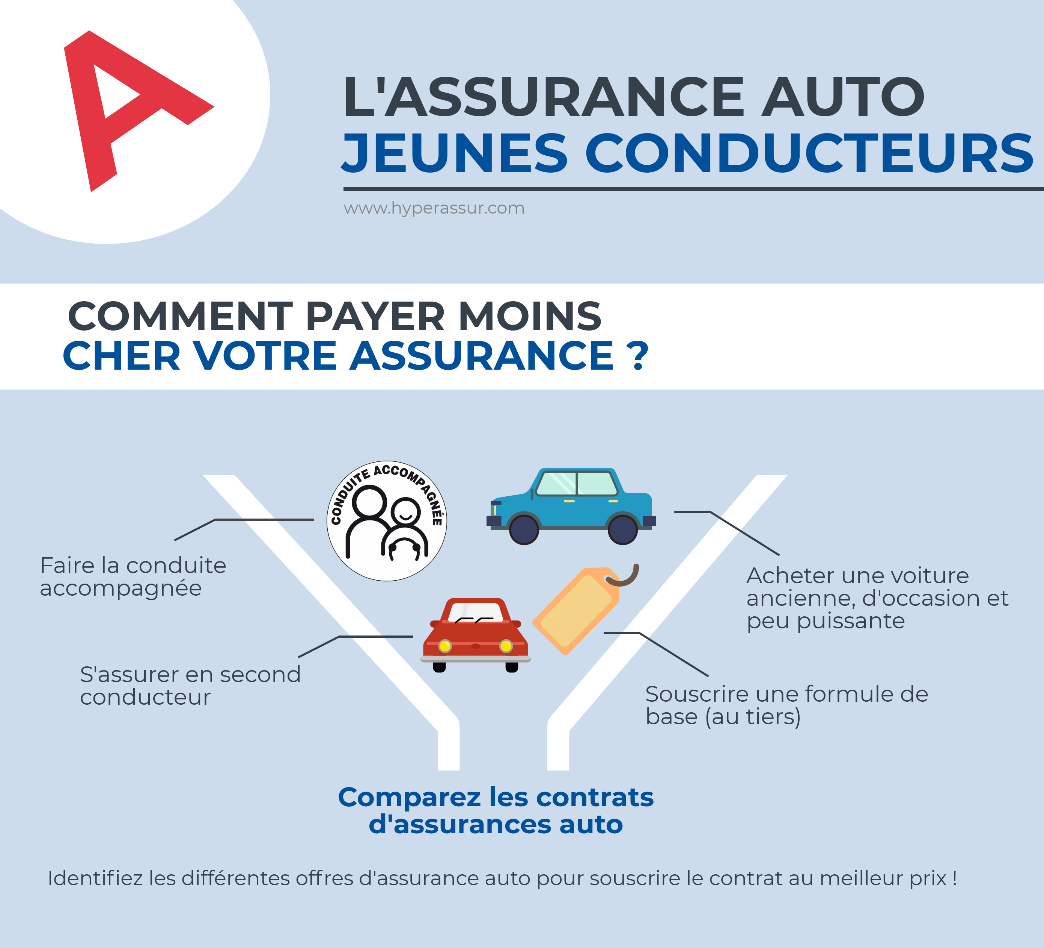 A
L'ASSURANCE AUTO
JEUNES CONDUCTEURS
www.hyperassur.com
COMMENT PAYER MOINS
CHER VOTRE ASSURANCE ?
CONDUITE ACCOMPAGNÉE
Faire la conduite
accompagnée
Acheter une voiture
ancienne, d'occasion et
peu puissante
S'assurer en second
conducteur
Souscrire une formule de
base (au tiers)
Comparez les contrats
d'assurances auto
Identifiez les différentes offres d'assurance auto pour souscrire le contrat au meilleur prix !